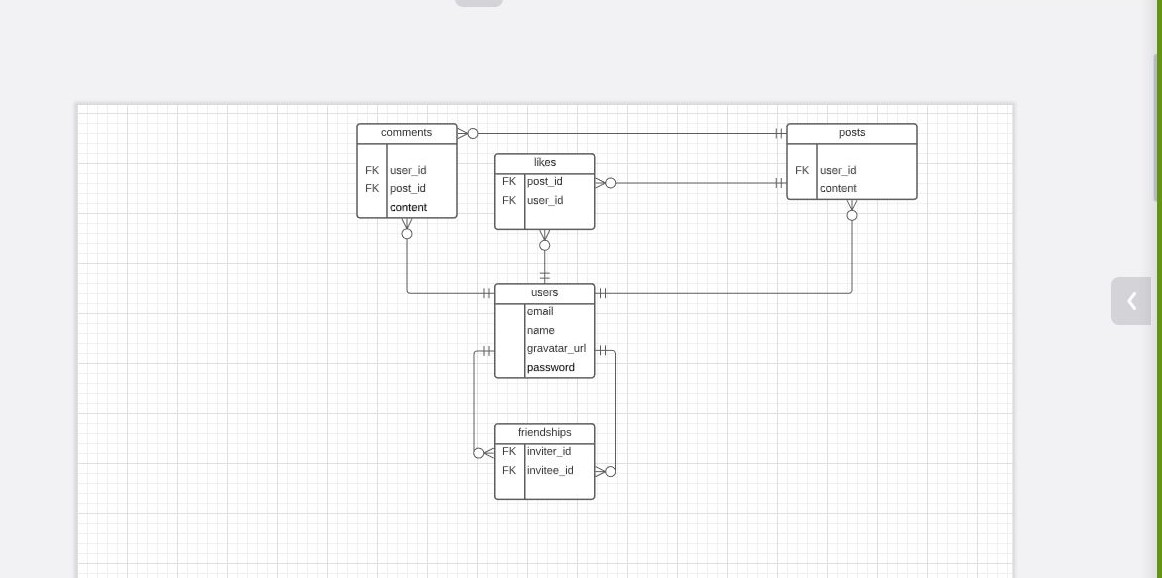 comments
FK user_id
FK post_id
content
likes
FK post_id
FK user_id
posts
FK user_id
content
users
email
name
gravatar_url
password
friendships
FK inviter_id
FK invitee_id